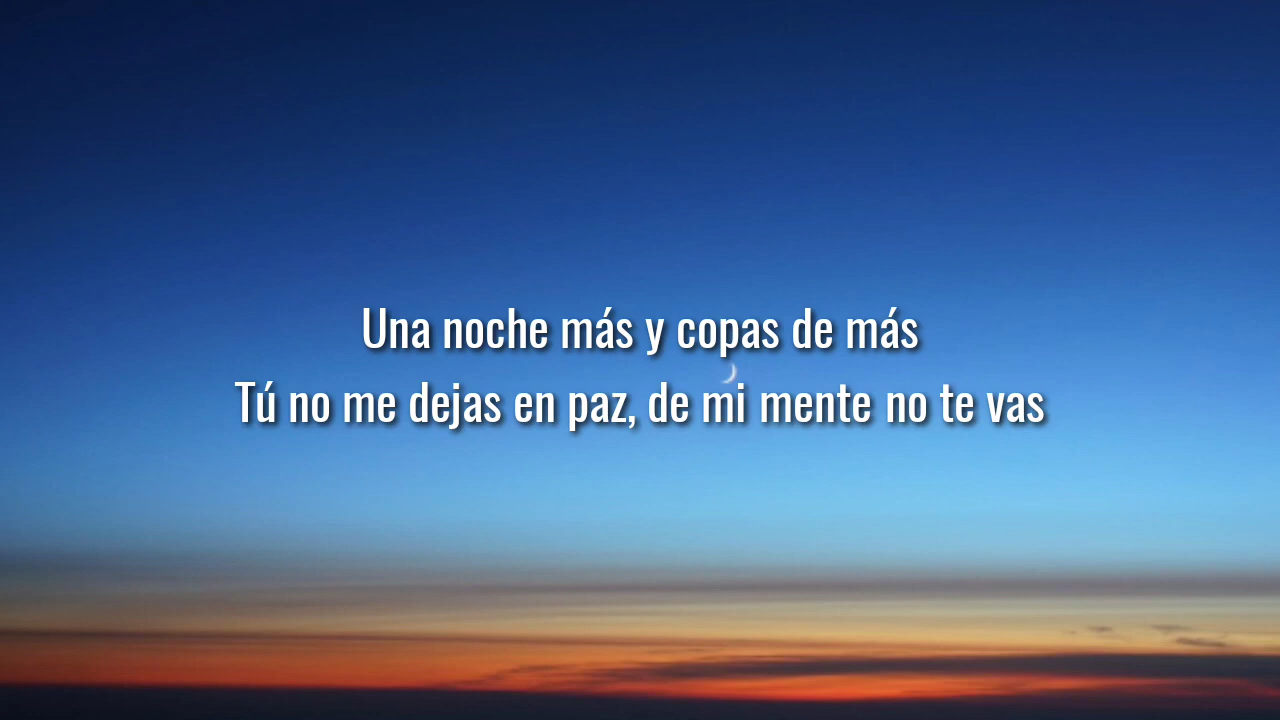 Una noche más y copas de más
Tú no me dejas en paz, de mi mente no te vas